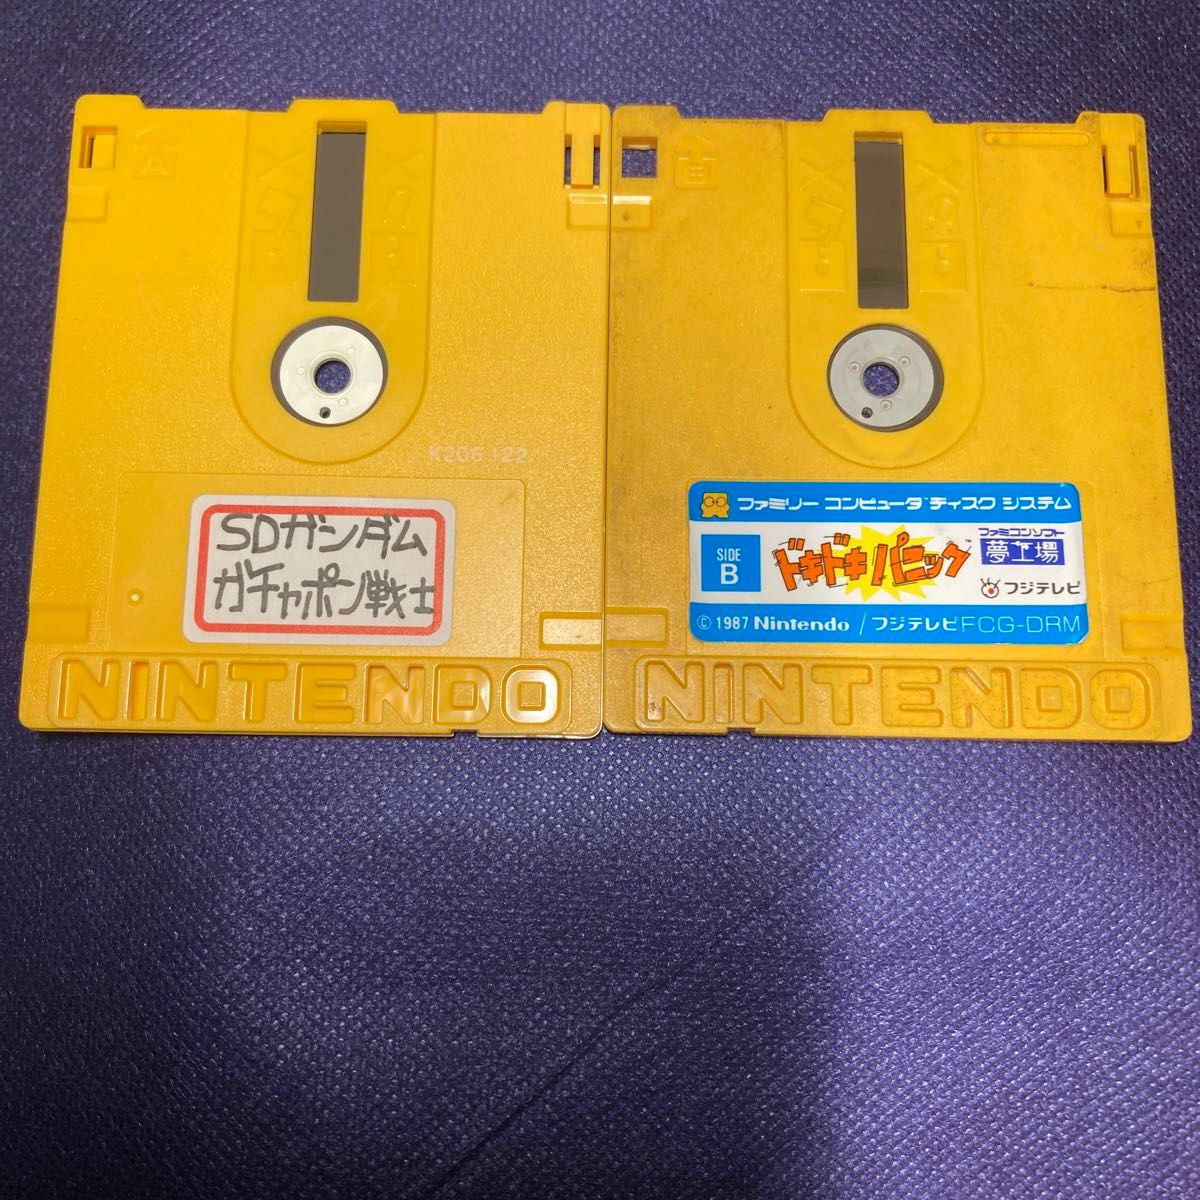 A
K206 122
SDガンダム
ガチャポン戦士
NINTENDO
B
ファミリー コンピュータ ディスク システム
SIDE
B
ドキドキパニック
TM
ファミコンソフト
夢工場
フジテレビ
© 1987 Nintendo / フジテレビ FCG-DRM
NINTENDO